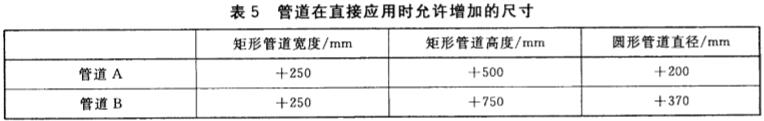 表 5 管道在直接应用时允许增加的尺寸
矩形管道宽度/mm 矩形管道高度/mm 圆形管道直径/mm
管道 A +250 +500 +200
管道 B +250 +750 +370